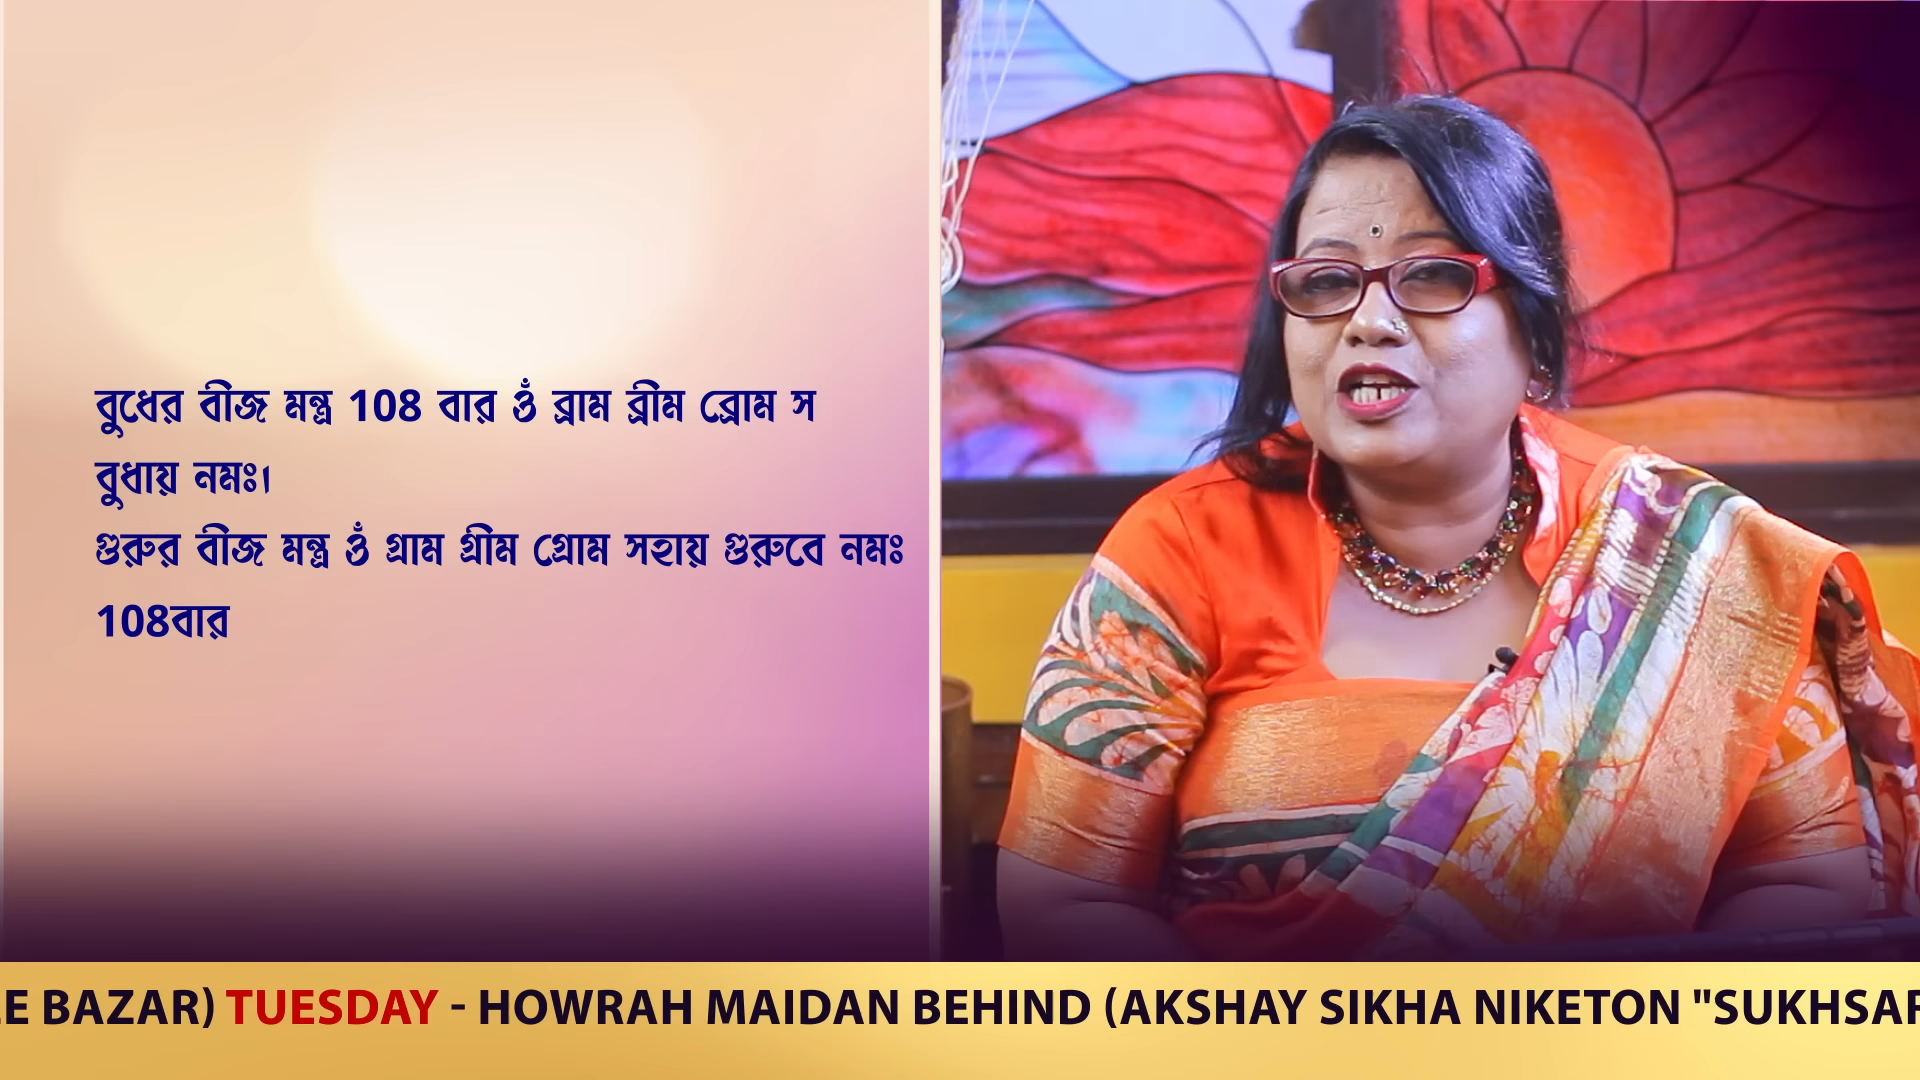 বুধের বীজ মন্ত্র 108 বার ওঁ ব্রাম ব্রীম ব্রোম স
বুধায় নমঃ।
গুরুর বীজ মন্ত্র ওঁ গ্রাম গ্রীম গ্রোম সহায় গুরুবে নমঃ
108বার
E BAZAR) TUESDAY - HOWRAH MAIDAN BEHIND (AKSHAY SIKHA NIKETON "SUKHSAR